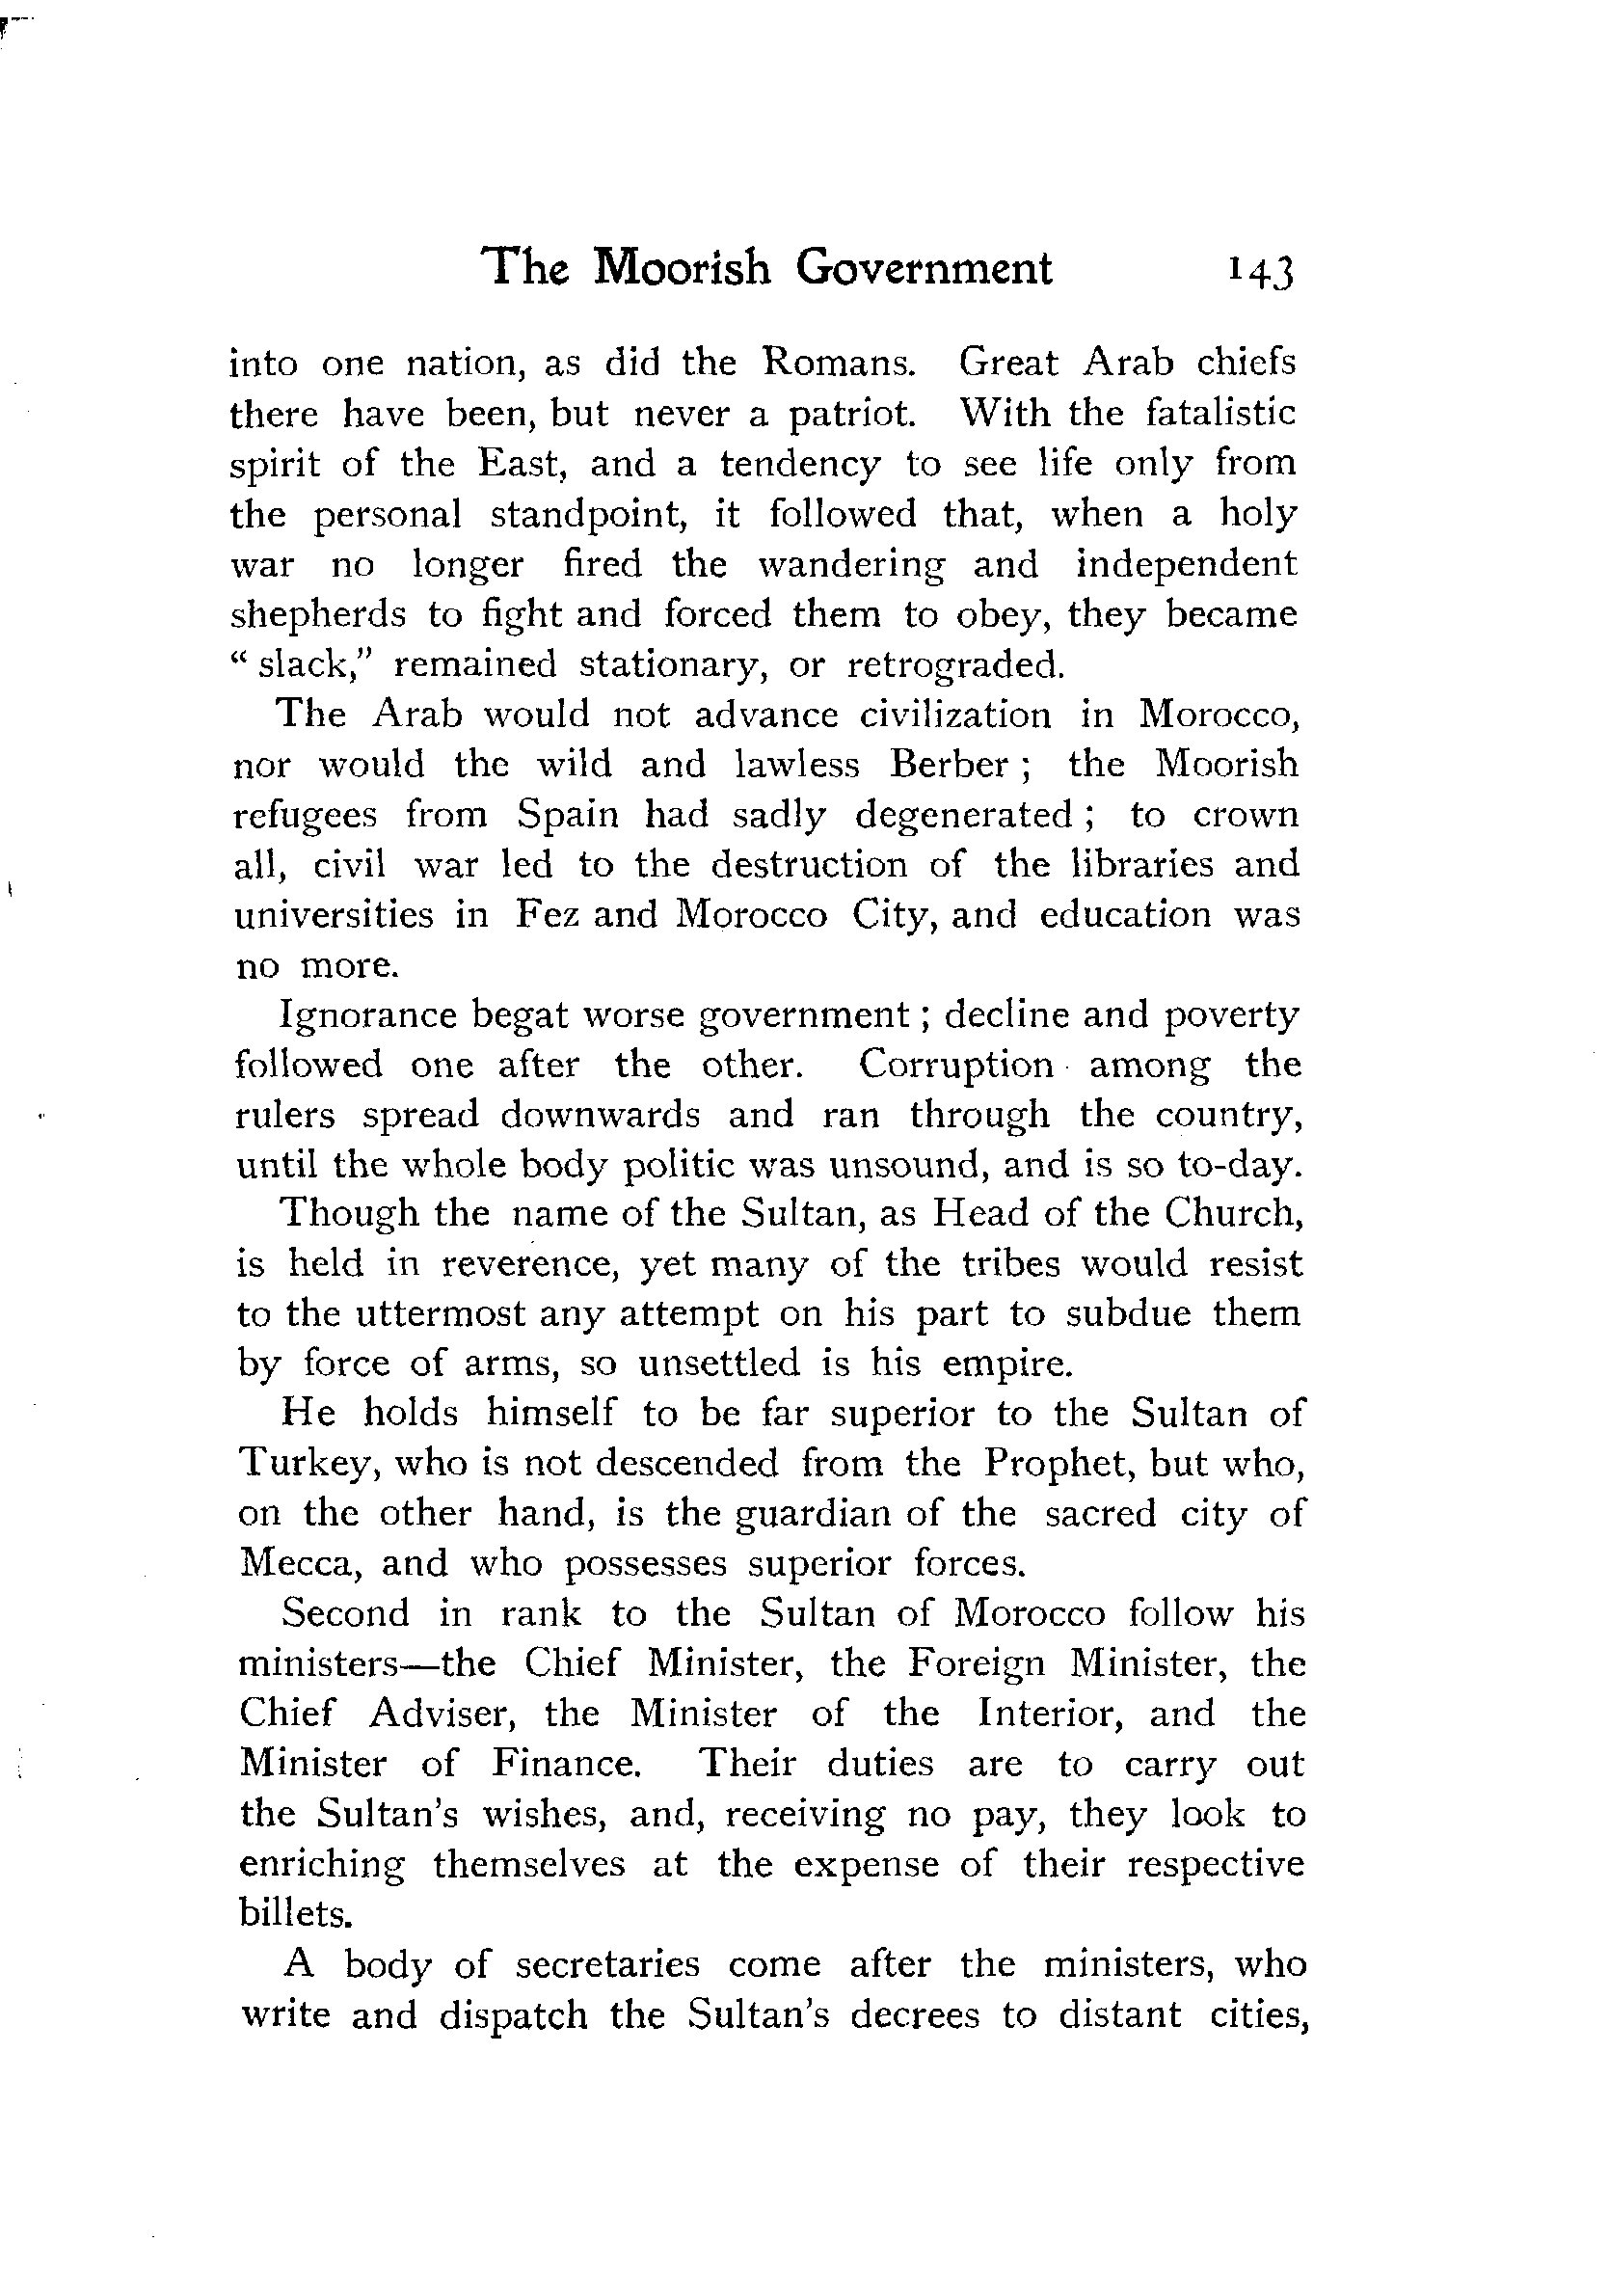 The Moorish Government 143
into one nation, as did the Romans. Great Arab chiefs
there have been, but never a patriot. With the fatalistic
spirit of the East, and a tendency to see life only from
the personal standpoint, it followed that, when a holy
war no longer fired the wandering and independent
shepherds to fight and forced them to obey, they became
“ slack,” remained stationary, or retrograded.
The Arab would not advance civilization in Morocco,
nor would the wild and lawless Berber ; the Moorish
refugees from Spain had sadly degenerated ; to crown
all, civil war led to the destruction of the libraries and
universities in Fez and Morocco City, and education was
no more.
Ignorance begat worse government ; decline and poverty
followed one after the other. Corruption among the
rulers spread downwards and ran through the country,
until the whole body politic was unsound, and is so to-day.
Though the name of the Sultan, as Head of the Church,
is held in reverence, yet many of the tribes would resist
to the uttermost any attempt on his part to subdue them
by force of arms, so unsettled is his empire.
He holds himself to be far superior to the Sultan of
Turkey, who is not descended from the Prophet, but who,
on the other hand, is the guardian of the sacred city of
Mecca, and who possesses superior forces.
Second in rank to the Sultan of Morocco follow his
ministers—the Chief Minister, the Foreign Minister, the
Chief Adviser, the Minister of the Interior, and the
Minister of Finance. Their duties are to carry out
the Sultan's wishes, and, receiving no pay, they look to
enriching themselves at the expense of their respective
billets.
A body of secretaries come after the ministers, who
write and dispatch the Sultan's decrees to distant cities,